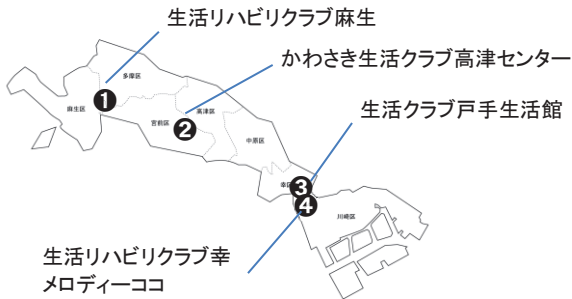 生活リハビリクラブ麻生
かわさき生活クラブ高津センター
生活クラブ戸手生活館
多摩区
麻生区
❶
高津区
宮前区
❷
中原区
幸区
❸
❹
川崎区
生活リハビリクラブ幸
メロディーココ